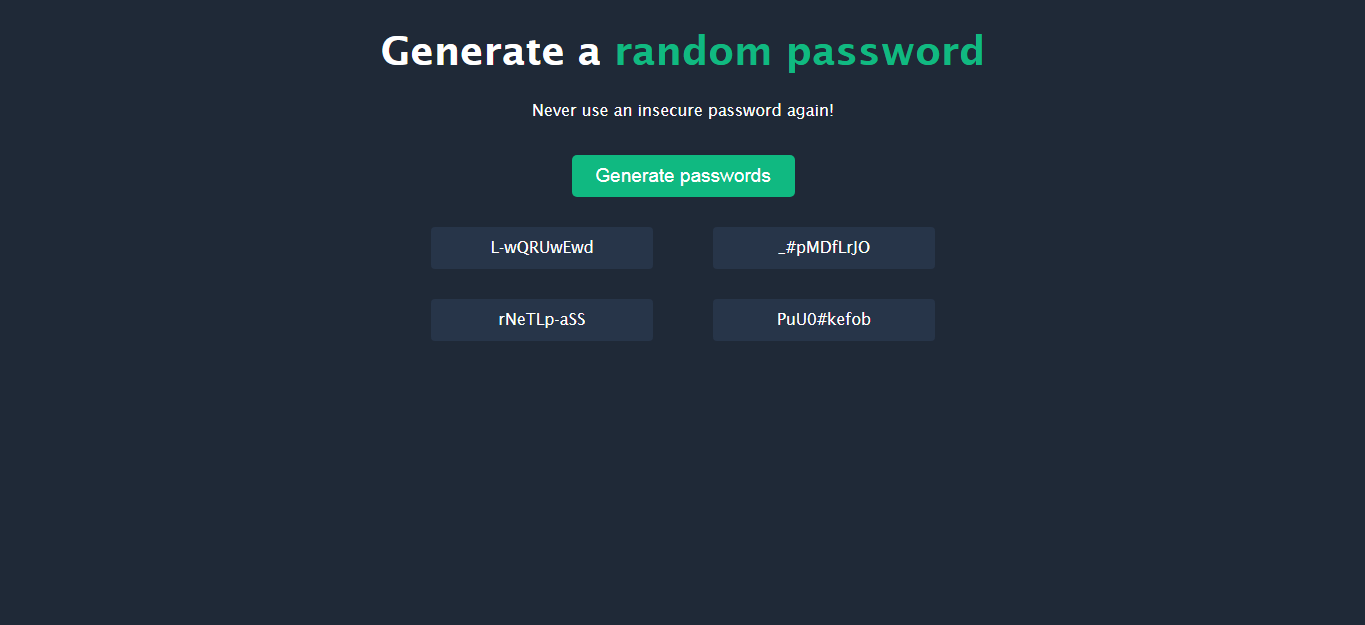 Generate a random password
Never use an insecure password again!
Generate passwords
L-wQRUwEwd
_#pMDfLrJO
rNeTLp-aSS
PuU0#kefob